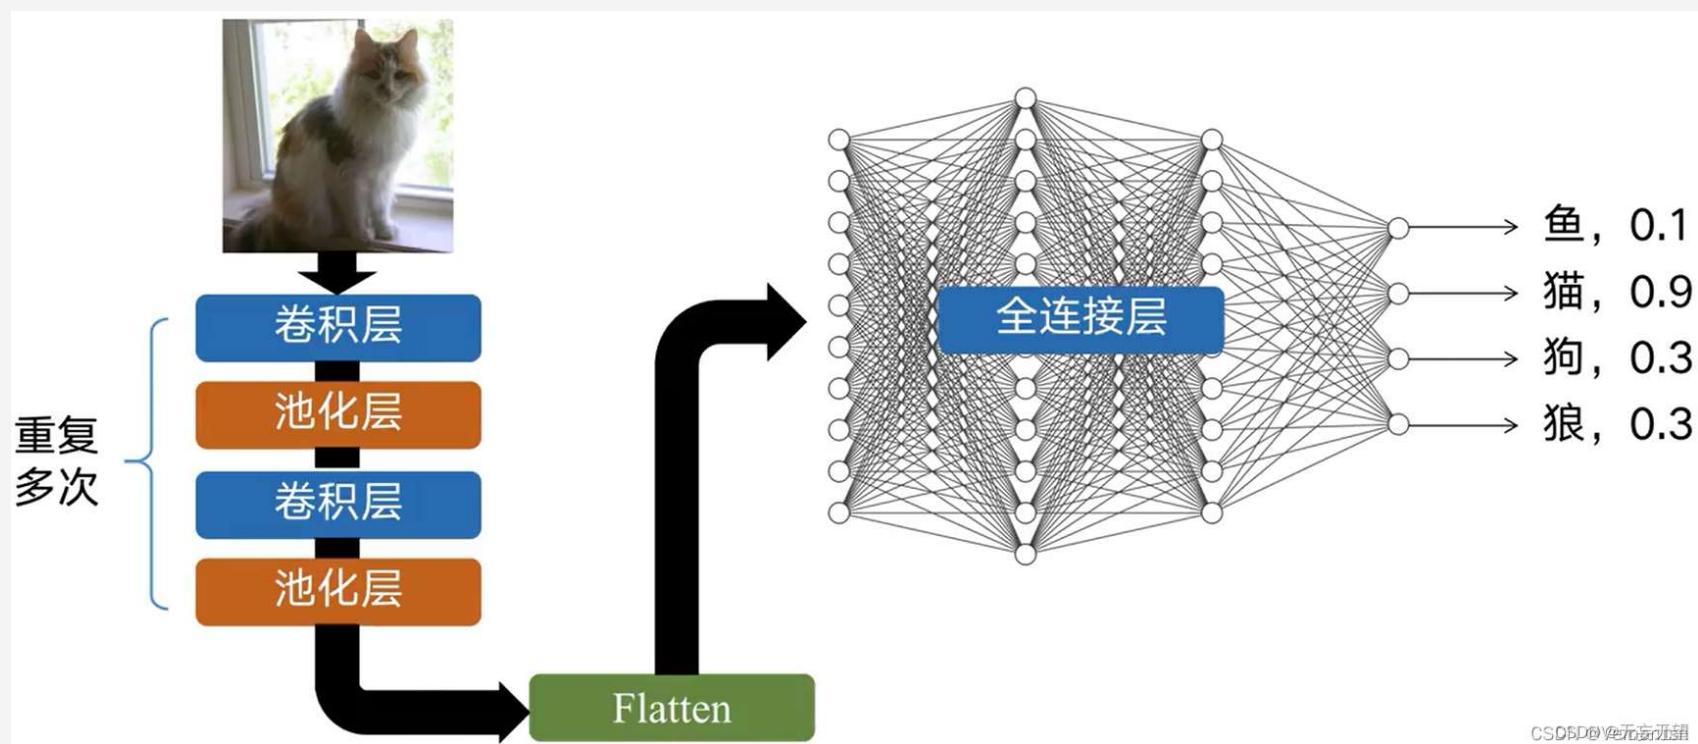 卷积层
池化层
卷积层
池化层
重复
多次
Flatten
全连接层
鱼，0.1
猫，0.9
狗，0.3
狼，0.3